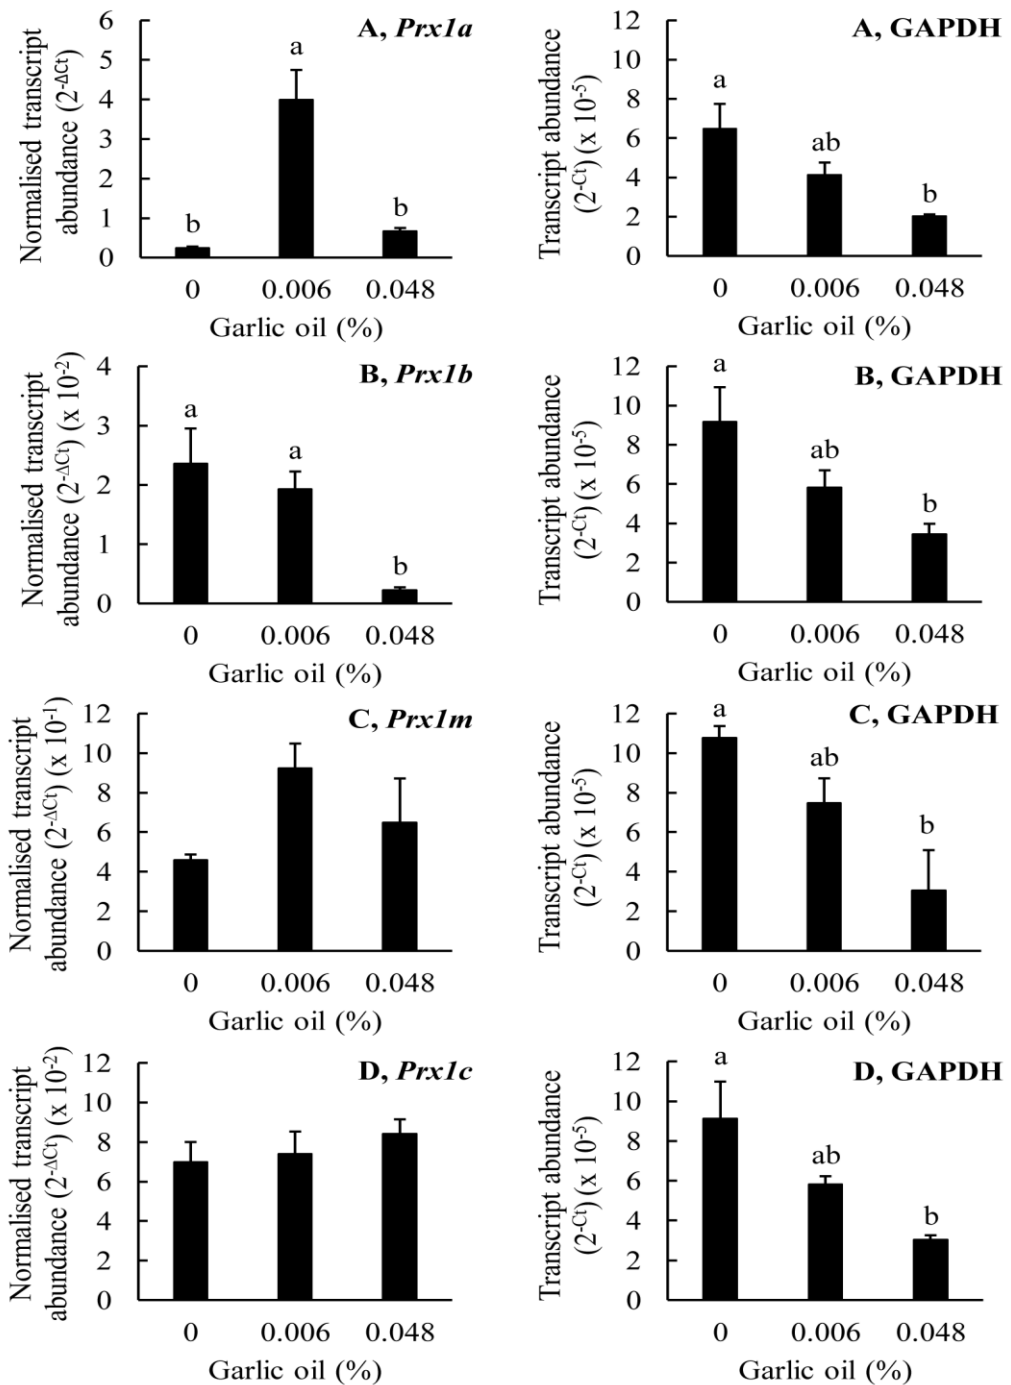 A, Prx1a
Normalised transcript
abundance (2-ΔCt)
6
5
4
3
2
1
0
b
a
b
0 0.006 0.048
Garlic oil (%)
A, GAPDH
Transcript abundance
(2-Ct) (x 10-5)
12
10
8
6
4
2
0
a
ab
b
0 0.006 0.048
Garlic oil (%)
B, Prx1b
Normalised transcript
abundance (2-ΔCt) (x 10-2)
4
3
2
1
0
a
a
b
0 0.006 0.048
Garlic oil (%)
B, GAPDH
Transcript abundance
(2-Ct) (x 10-5)
12
10
8
6
4
2
0
a
ab
b
0 0.006 0.048
Garlic oil (%)
C, Prx1m
Normalised transcript
abundance (2-ΔCt) (x 10-1)
12
10
8
6
4
2
0
0 0.006 0.048
Garlic oil (%)
C, GAPDH
Transcript abundance
(2-Ct) (x 10-5)
12
10
8
6
4
2
0
a
ab
b
0 0.006 0.048
Garlic oil (%)
D, Prx1c
Normalised transcript
abundance (2-ΔCt) (x 10-2)
12
10
8
6
4
2
0
0 0.006 0.048
Garlic oil (%)
D, GAPDH
Transcript abundance
(2-Ct) (x 10-5)
12
10
8
6
4
2
0
a
ab
b
0 0.006 0.048
Garlic oil (%)